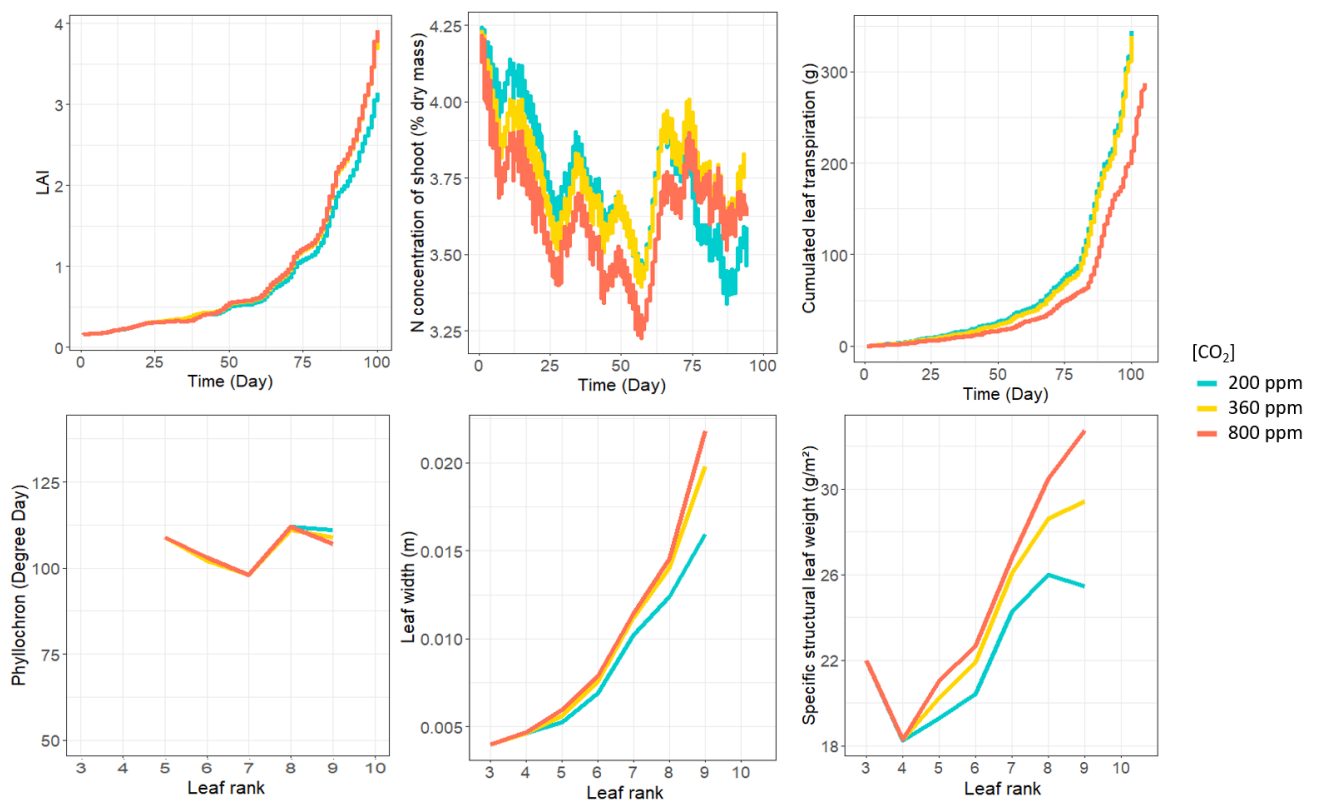 LAI
4
3
2
1
0
0 25 50 75 100
Time (Day)
N concentration of shoot (% dry mass)
4.25
4.00
3.75
3.50
3.25
0 25 50 75 100
Time (Day)
Cumulated leaf transpiration (g)
300
200
100
0
0 25 50 75 100
Time (Day)
[CO₂]
200 ppm
360 ppm
800 ppm
Phyllochron (Degree Day)
125
100
75
50
3 4 5 6 7 8 9 10
Leaf rank
Leaf width (m)
0.020
0.015
0.010
0.005
3 4 5 6 7 8 9 10
Leaf rank
Specific structural leaf weight (g/m²)
30
26
22
18
3 4 5 6 7 8 9 10
Leaf rank